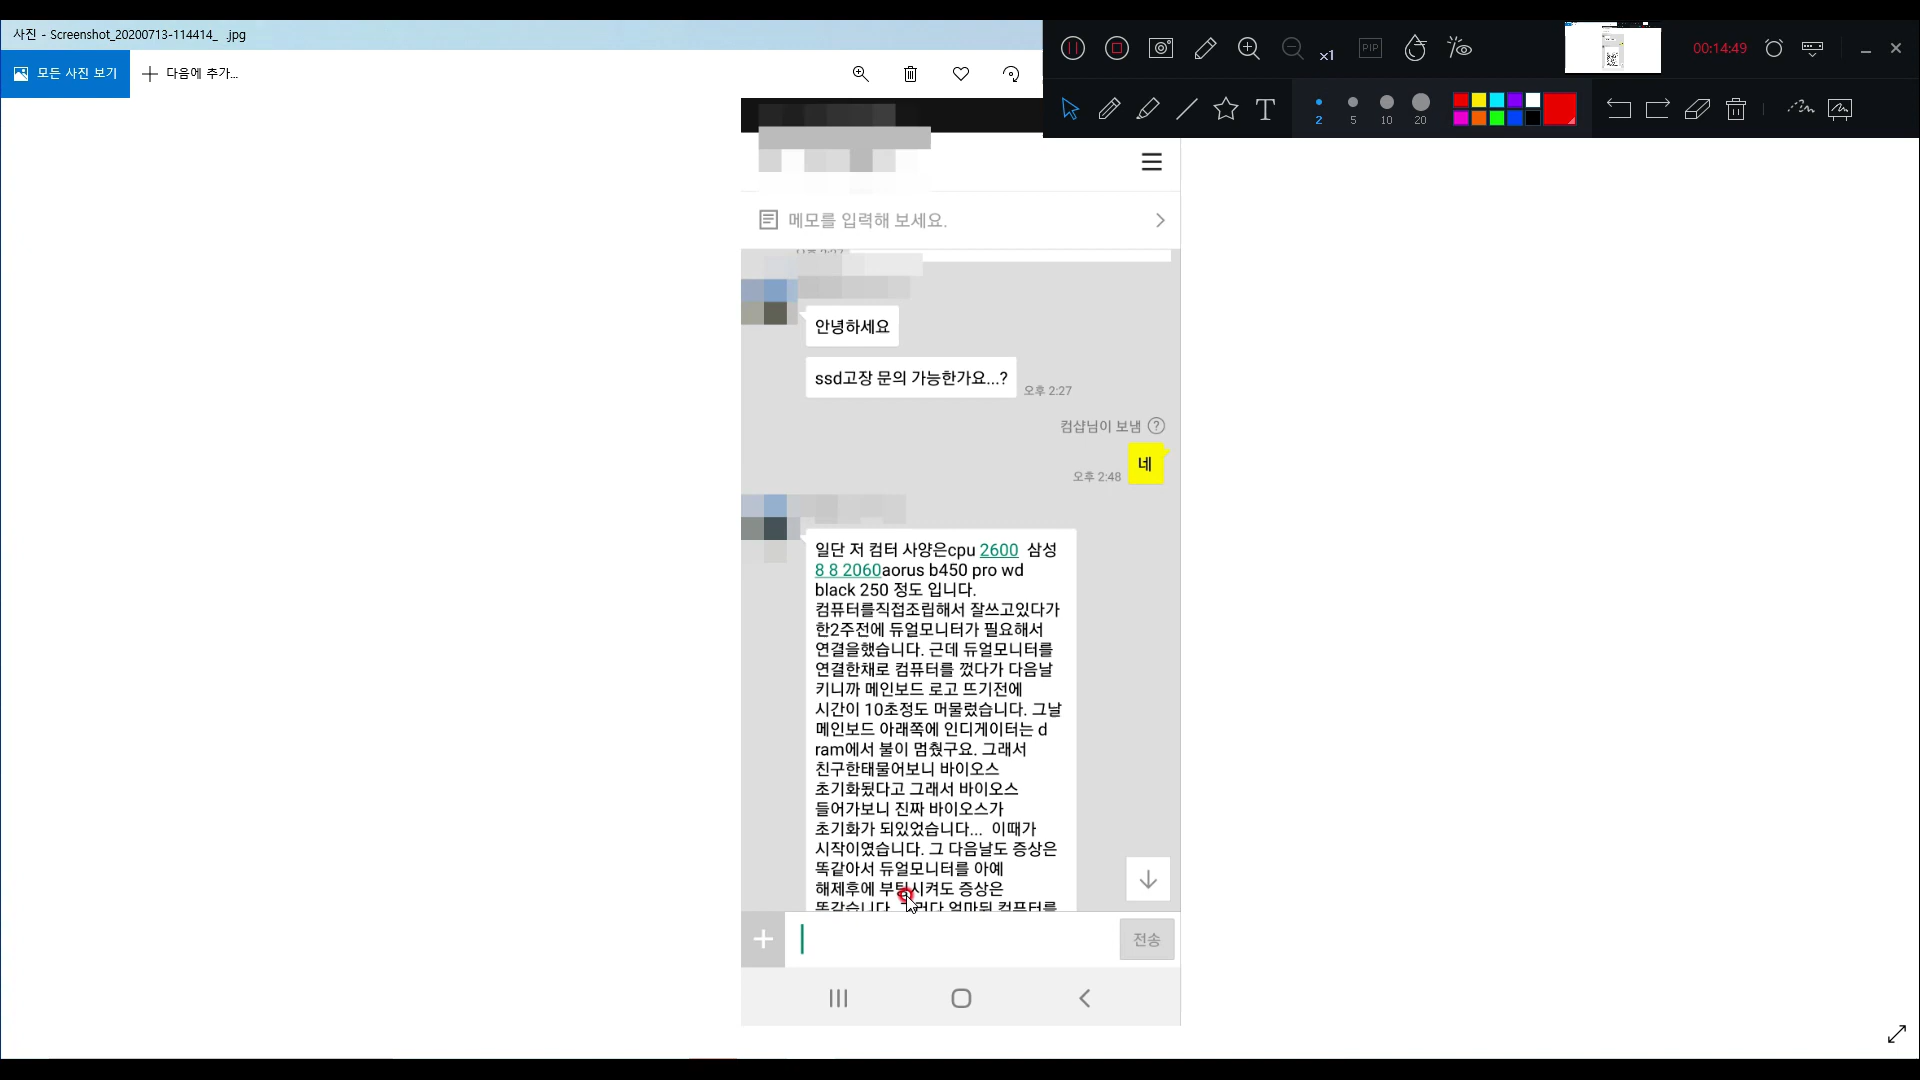 사진 - Screenshot_20200713-114414_ .jpg
모든 사진 보기
다음에 추가...
x1
PIP
00:14:49
T
2
5
10
20
메모를 입력해 보세요.
안녕하세요
ssd고장 문의 가능한가요...?
오후 2:27
컴샵님이 보냄
네
오후 2:48
일단 저 컴터 사양은cpu 2600 삼성
8 8 2060aorus b450 pro wd
black 250 정도 입니다.
컴퓨터를직접조립해서 잘쓰고있다가
한2주전에 듀얼모니터가 필요해서
연결을했습니다. 근데 듀얼모니터를
연결한채로 컴퓨터를 껐다가 다음날
키니까 메인보드 로고 뜨기전에
시간이 10초정도 머물렀습니다. 그날
메인보드 아래쪽에 인디게이터는 d
ram에서 불이 멈췄구요. 그래서
친구한태물어보니 바이오스
초기화됬다고 그래서 바이오스
들어가보니 진짜 바이오스가
초기화가 되있었습니다... 이때가
시작이였습니다. 그 다음날도 증상은
똑같아서 듀얼모니터를 아예
해제후에 부팅시켜도 증상은
똑같습니다 얼마뒤 컴퓨터를
전송